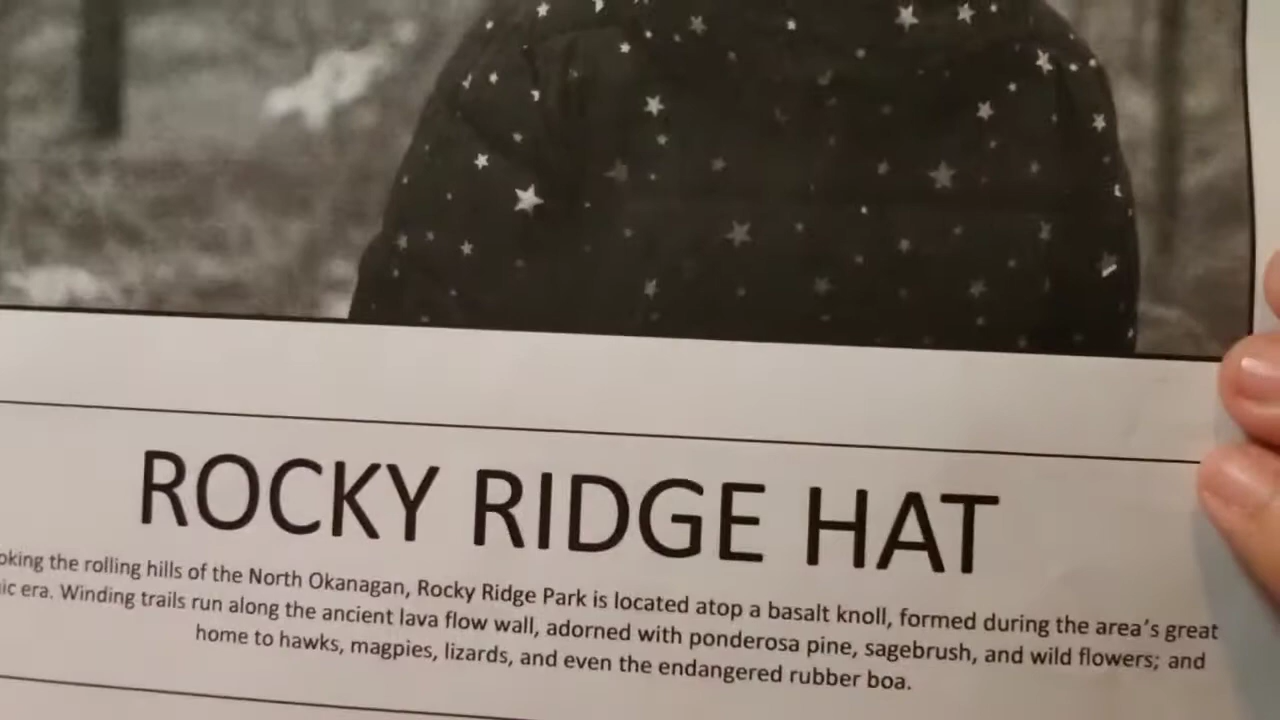 ROCKY RIDGE HAT
the rolling hills of the North Okanagan, Rocky Ridge Park is located atop a basalt knoll, formed during the area's great
era. Winding trails run along the ancient lava flow wall, adorned with ponderosa pine, sagebrush, and wild flowers; and
home to hawks, magpies, lizards, and even the endangered rubber boa.